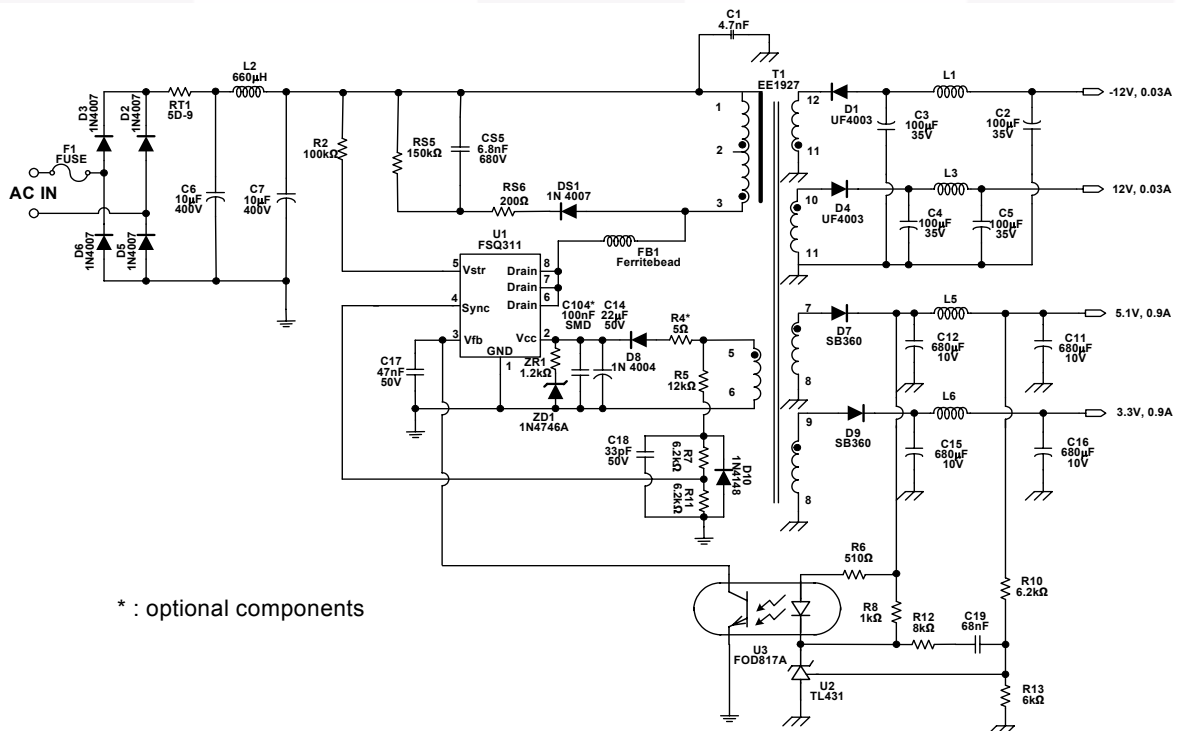 C1
4.7nF
L2
660µH
T1
EE1927
D3
1N4007
D2
1N4007
RT1
5D-9
F1
FUSE
AC IN
C6
10µF
400V
C7
10µF
400V
D6
1N4007
D5
1N4007
R2
100kΩ
RS5
150kΩ
CS5
6.8nF
680V
RS6
200Ω
DS1
1N 4007
1
2
3
FB1
Ferritebead
12
11
D1
UF4003
C3
100µF
35V
L1
C2
100µF
35V
-12V, 0.03A
10
11
D4
UF4003
C4
100µF
35V
L3
C5
100µF
35V
12V, 0.03A
U1
FSQ311
5
Vstr
4
Sync
3
Vfb
Drain
8
Drain
7
Drain
6
Vcc
2
GND
1
C104*
100nF
SMD
C14
22µF
50V
R4*
5Ω
D8
1N 4004
ZR1
1.2kΩ
ZD1
1N4746A
C17
47nF
50V
5
6
R5
12kΩ
C18
33pF
50V
R7
6.2kΩ
R11
6.2kΩ
D10
1N4148
7
8
D7
SB360
L5
C12
680µF
10V
C11
680µF
10V
5.1V, 0.9A
9
8
D9
SB360
L6
C15
680µF
10V
C16
680µF
10V
3.3V, 0.9A
R6
510Ω
R8
1kΩ
R12
8kΩ
C19
68nF
R10
6.2kΩ
R13
6kΩ
U3
FOD817A
U2
TL431
* : optional components